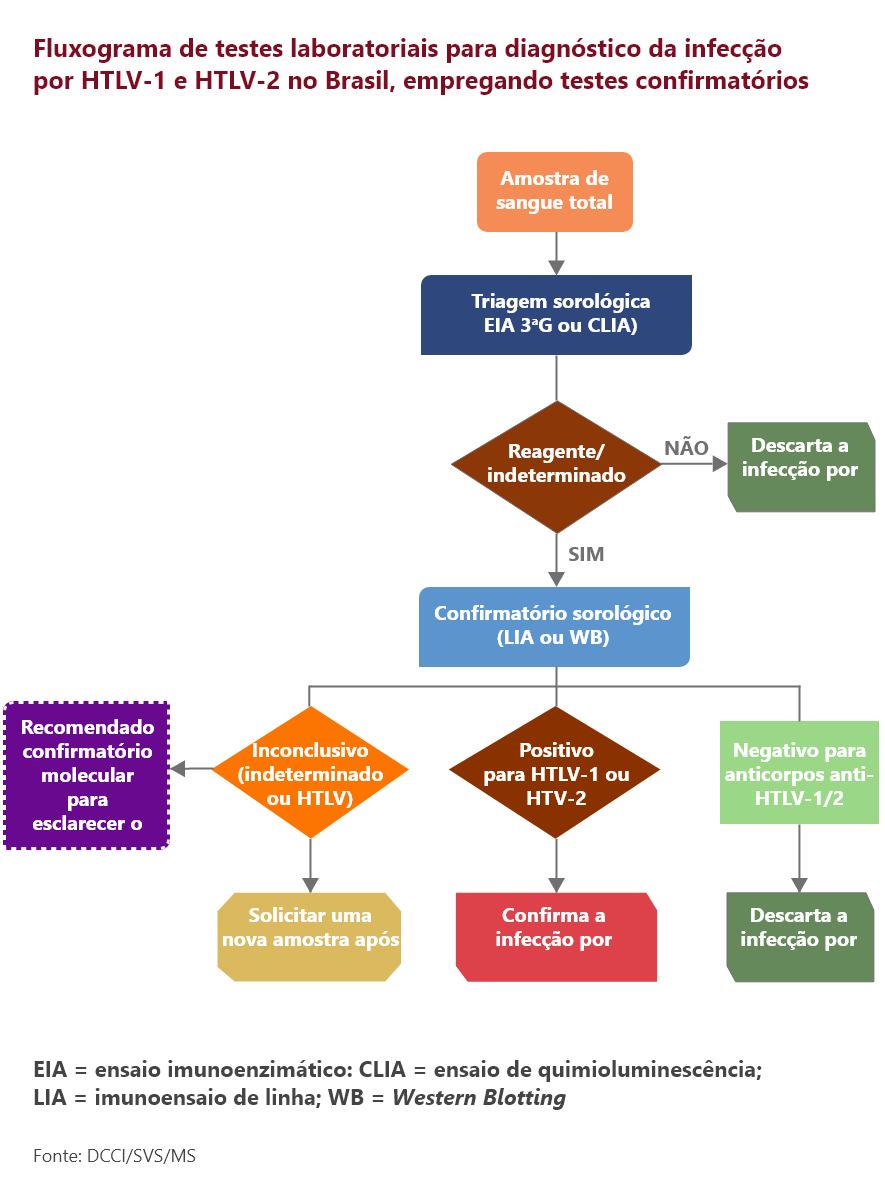 Fluxograma de testes laboratoriais para diagnóstico da infecção
por HTLV-1 e HTLV-2 no Brasil, empregando testes confirmatórios
Amostra de
sangue total
Triagem sorológica
EIA 3ªG ou CLIA)
Reagente/
indeterminado
NÃO
Descarta a
infecção por
SIM
Confirmatório sorológico
(LIA ou WB)
Recomendado
confirmatório
molecular
para
esclarecer o
Inconclusivo
(indeterminado
ou HTLV)
Positivo
para HTLV-1 ou
HTV-2
Negativo para
anticorpos anti-
HTLV-1/2
Solicitar uma
nova amostra após
Confirma a
infecção por
Descarta a
infecção por
EIA = ensaio imunoenzimático: CLIA = ensaio de quimioluminescência;
LIA = imunoensaio de linha; WB = Western Blotting
Fonte: DCCI/SVS/MS